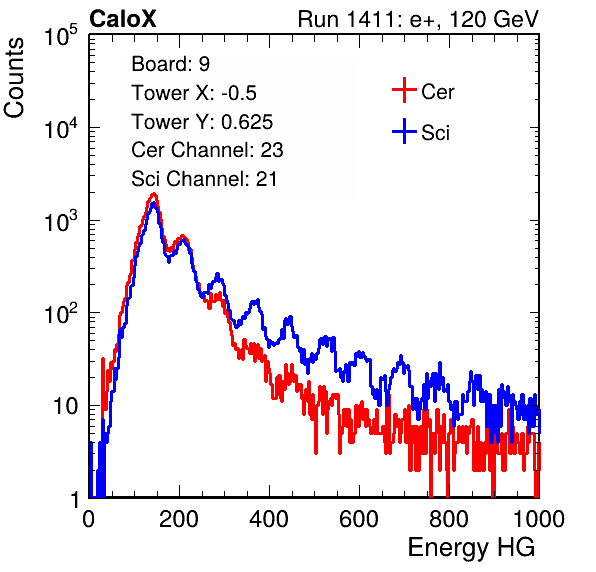 CaloX Run 1411: e+, 120 GeV
Counts
Board: 9
Tower X: -0.5
Tower Y: 0.625
Cer Channel: 23
Sci Channel: 21
Cer
Sci
10^5
10^4
10^3
10^2
10
1
0 200 400 600 800 1000
Energy HG